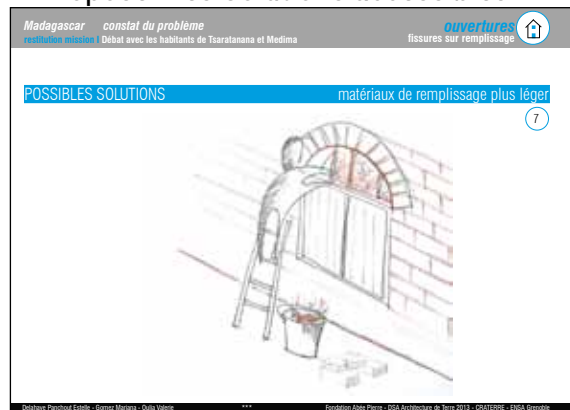 Madagascar constat du problème
ouvertures
restitution mission I Débat avec les habitants de Tsaratanana et Medima
fissures sur remplissage
POSSIBLES SOLUTIONS
matériaux de remplissage plus léger
7
Delahaye Panchout Estelle - Gomez Mariana - Oulia Valerie
***
Fondation Abée Pierre - DSA Architecture de Terre 2013 - CRATERRE - ENSA Grenoble